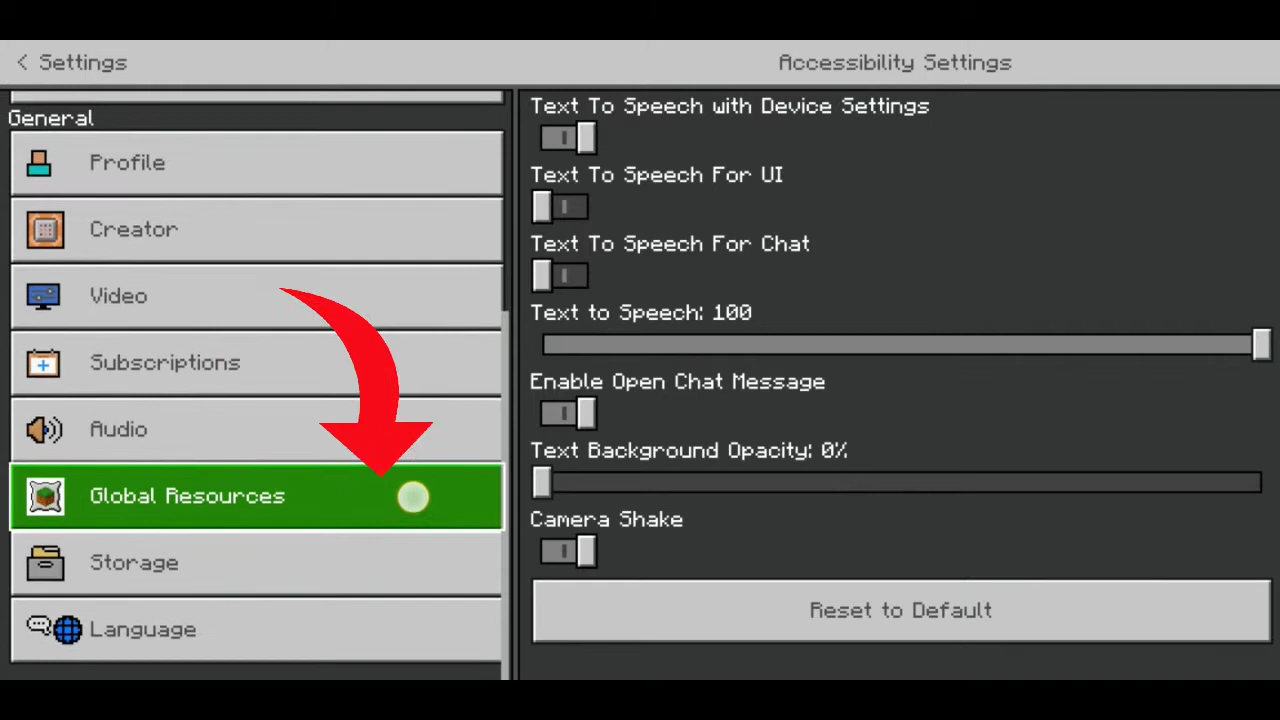 Settings
Accessibility Settings
General
Profile
Creator
Video
Subscriptions
Audio
Global Resources
Storage
Language
Text To Speech with Device Settings
Text To Speech For UI
Text To Speech For Chat
Text to Speech: 100
Enable Open Chat Message
Text Background Opacity: 0%
Camera Shake
Reset to Default